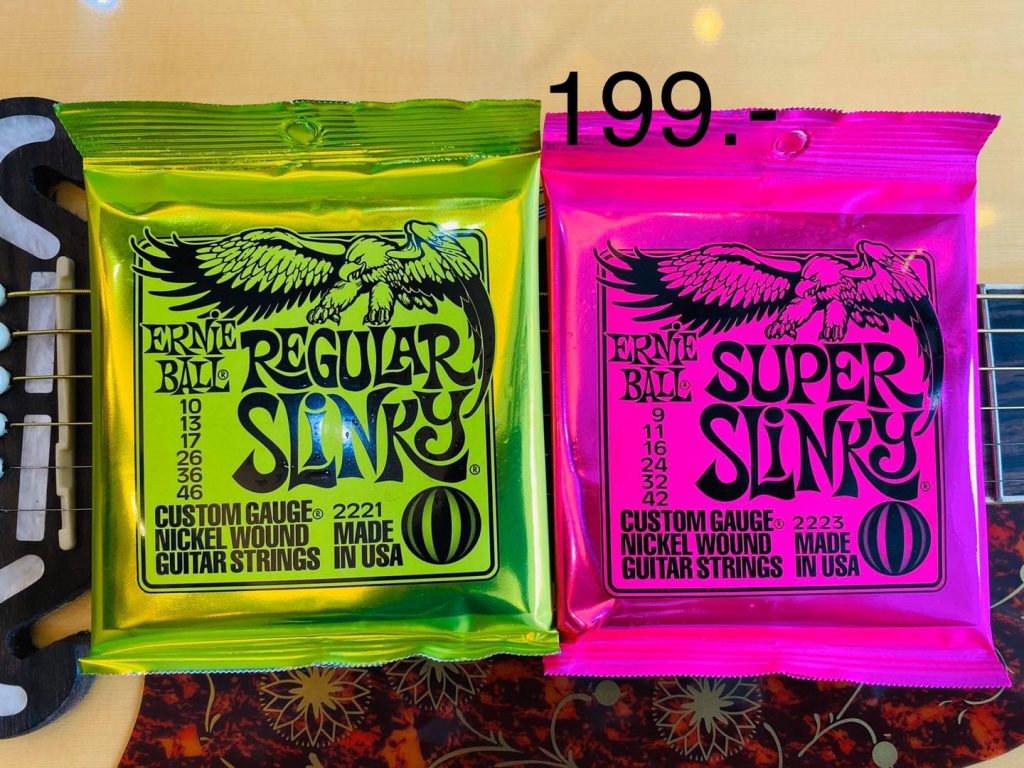 199.-
ERNIE BALL®
REGULAR SLINKY®
10
13
17
26
36
46
CUSTOM GAUGE®
NICKEL WOUND
GUITAR STRINGS
2221
MADE
IN USA
ERNIE BALL®
SUPER SLINKY®
9
11
16
24
32
42
CUSTOM GAUGE®
NICKEL WOUND
GUITAR STRINGS
2223
MADE
IN USA